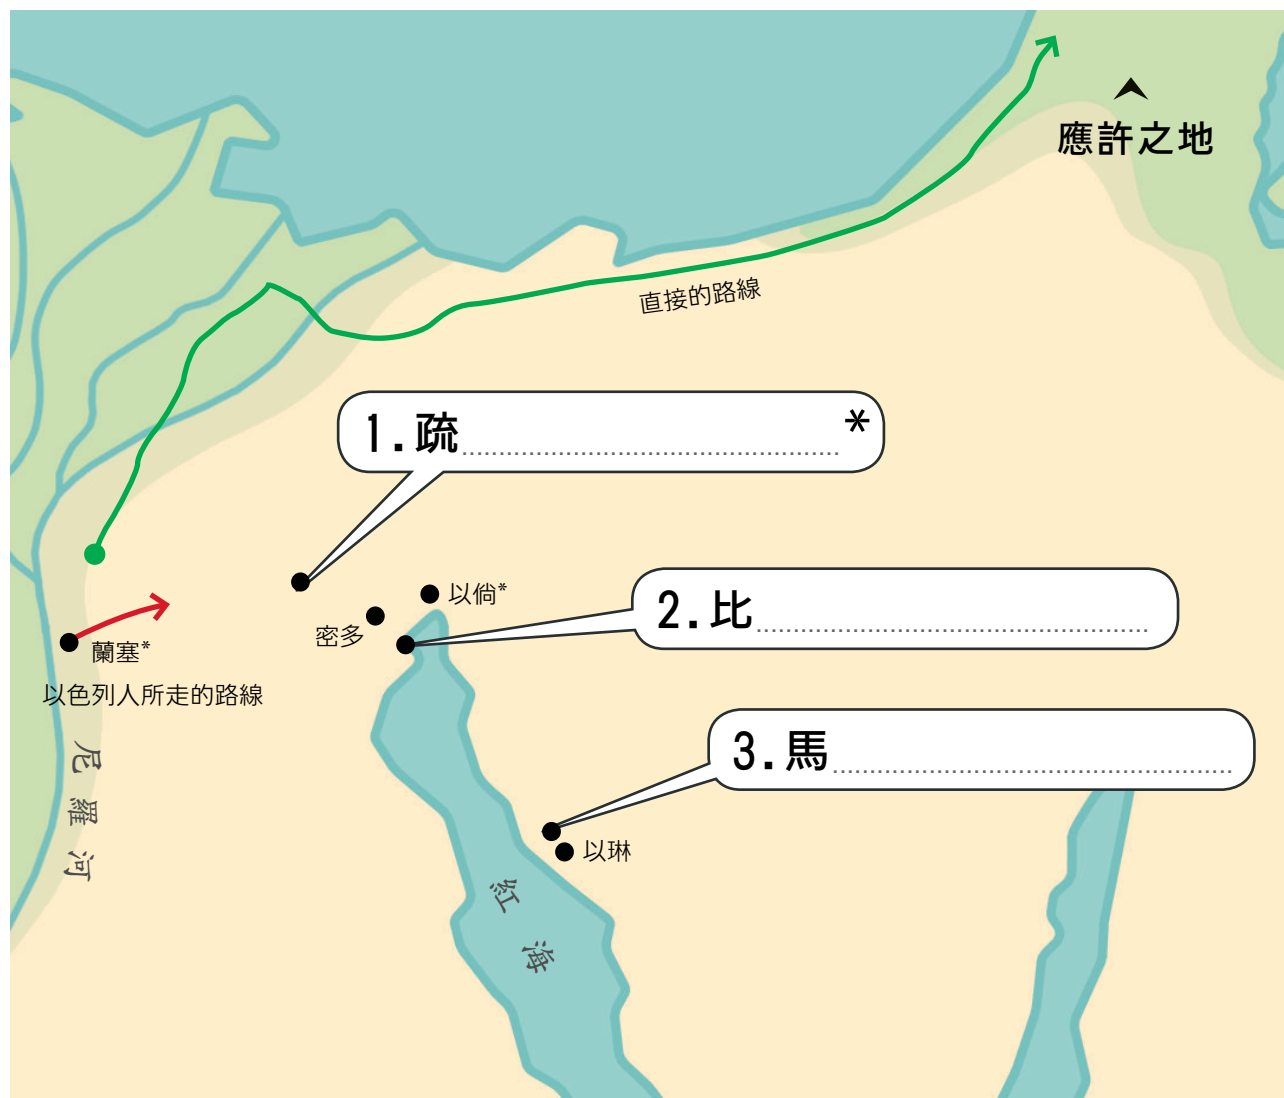 應許之地
直接的路線
1.疏 *
以倘*
2.比
密多
蘭塞*
以色列人所走的路線
3.馬
尼羅河
以琳
紅海